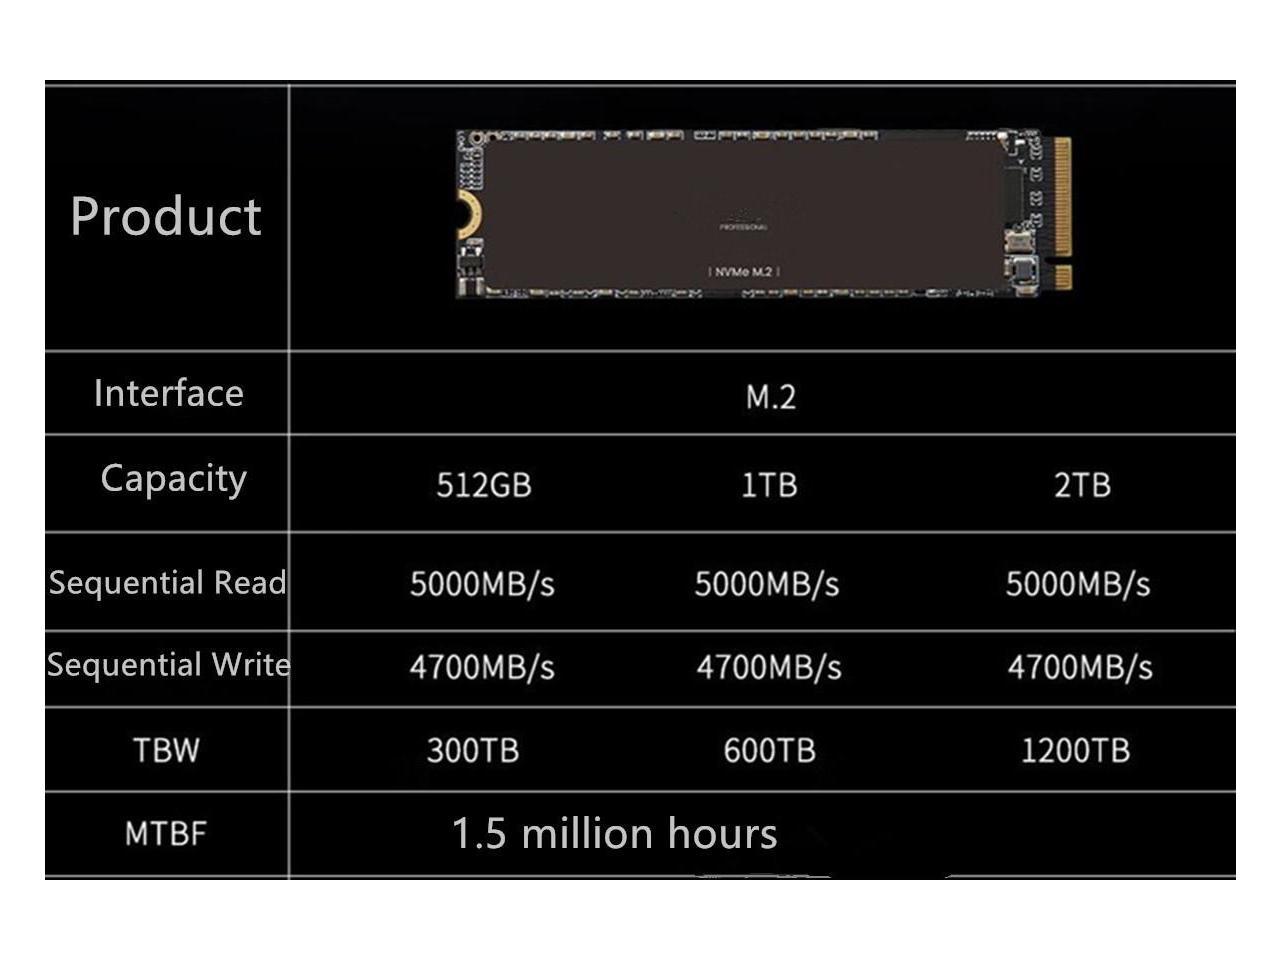 Product
PROFESSIONAL
| NVMe M.2 |
Interface M.2
Capacity 512GB 1TB 2TB
Sequential Read 5000MB/s 5000MB/s 5000MB/s
Sequential Write 4700MB/s 4700MB/s 4700MB/s
TBW 300TB 600TB 1200TB
MTBF 1.5 million hours